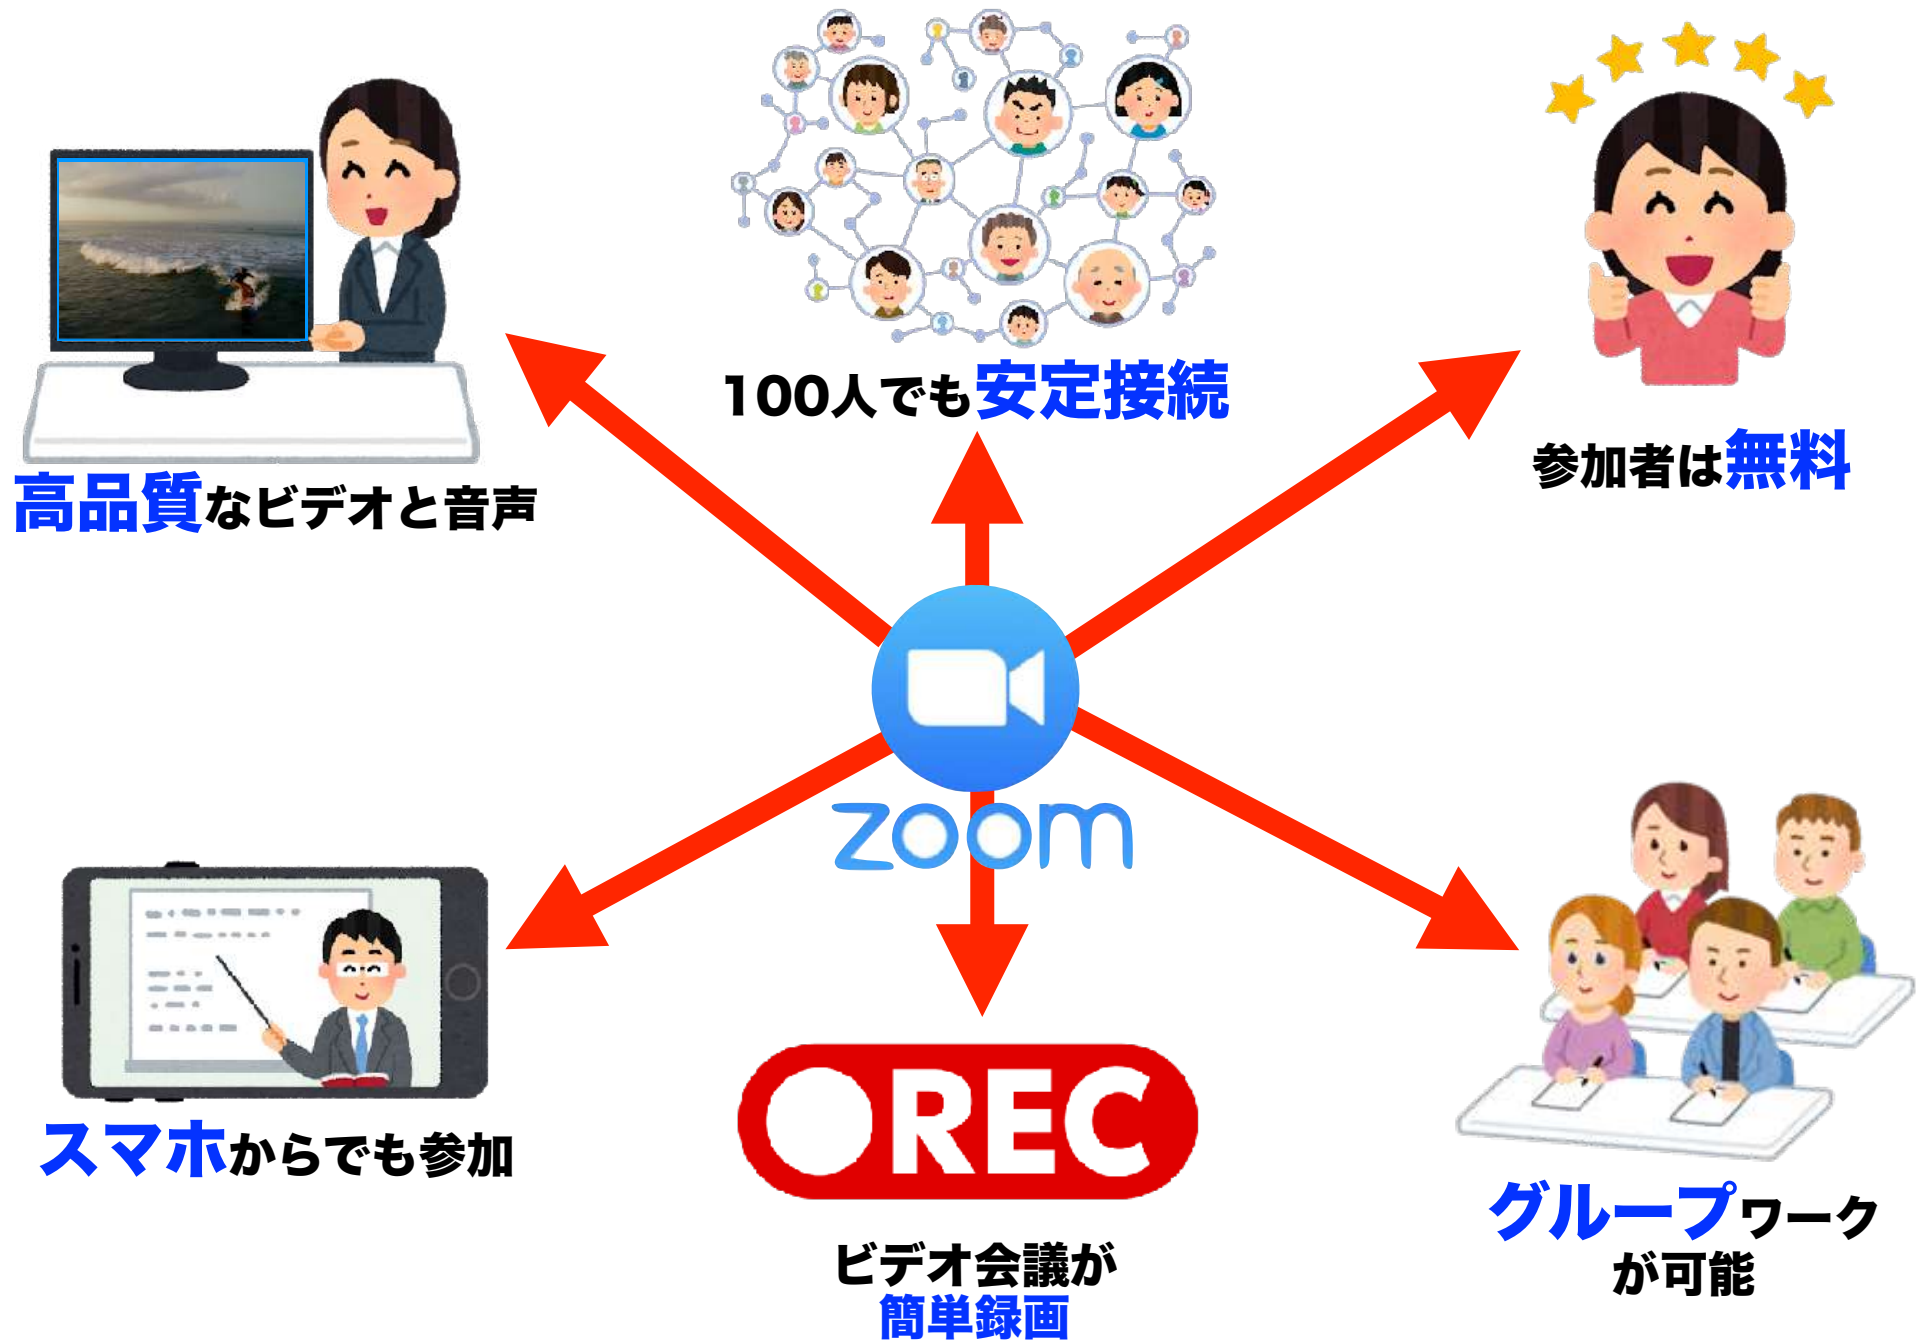 100人でも安定接続
参加者は無料
高品質なビデオと音声
zoom
スマホからでも参加
REC
グループワーク
が可能
ビデオ会議が
簡単録画